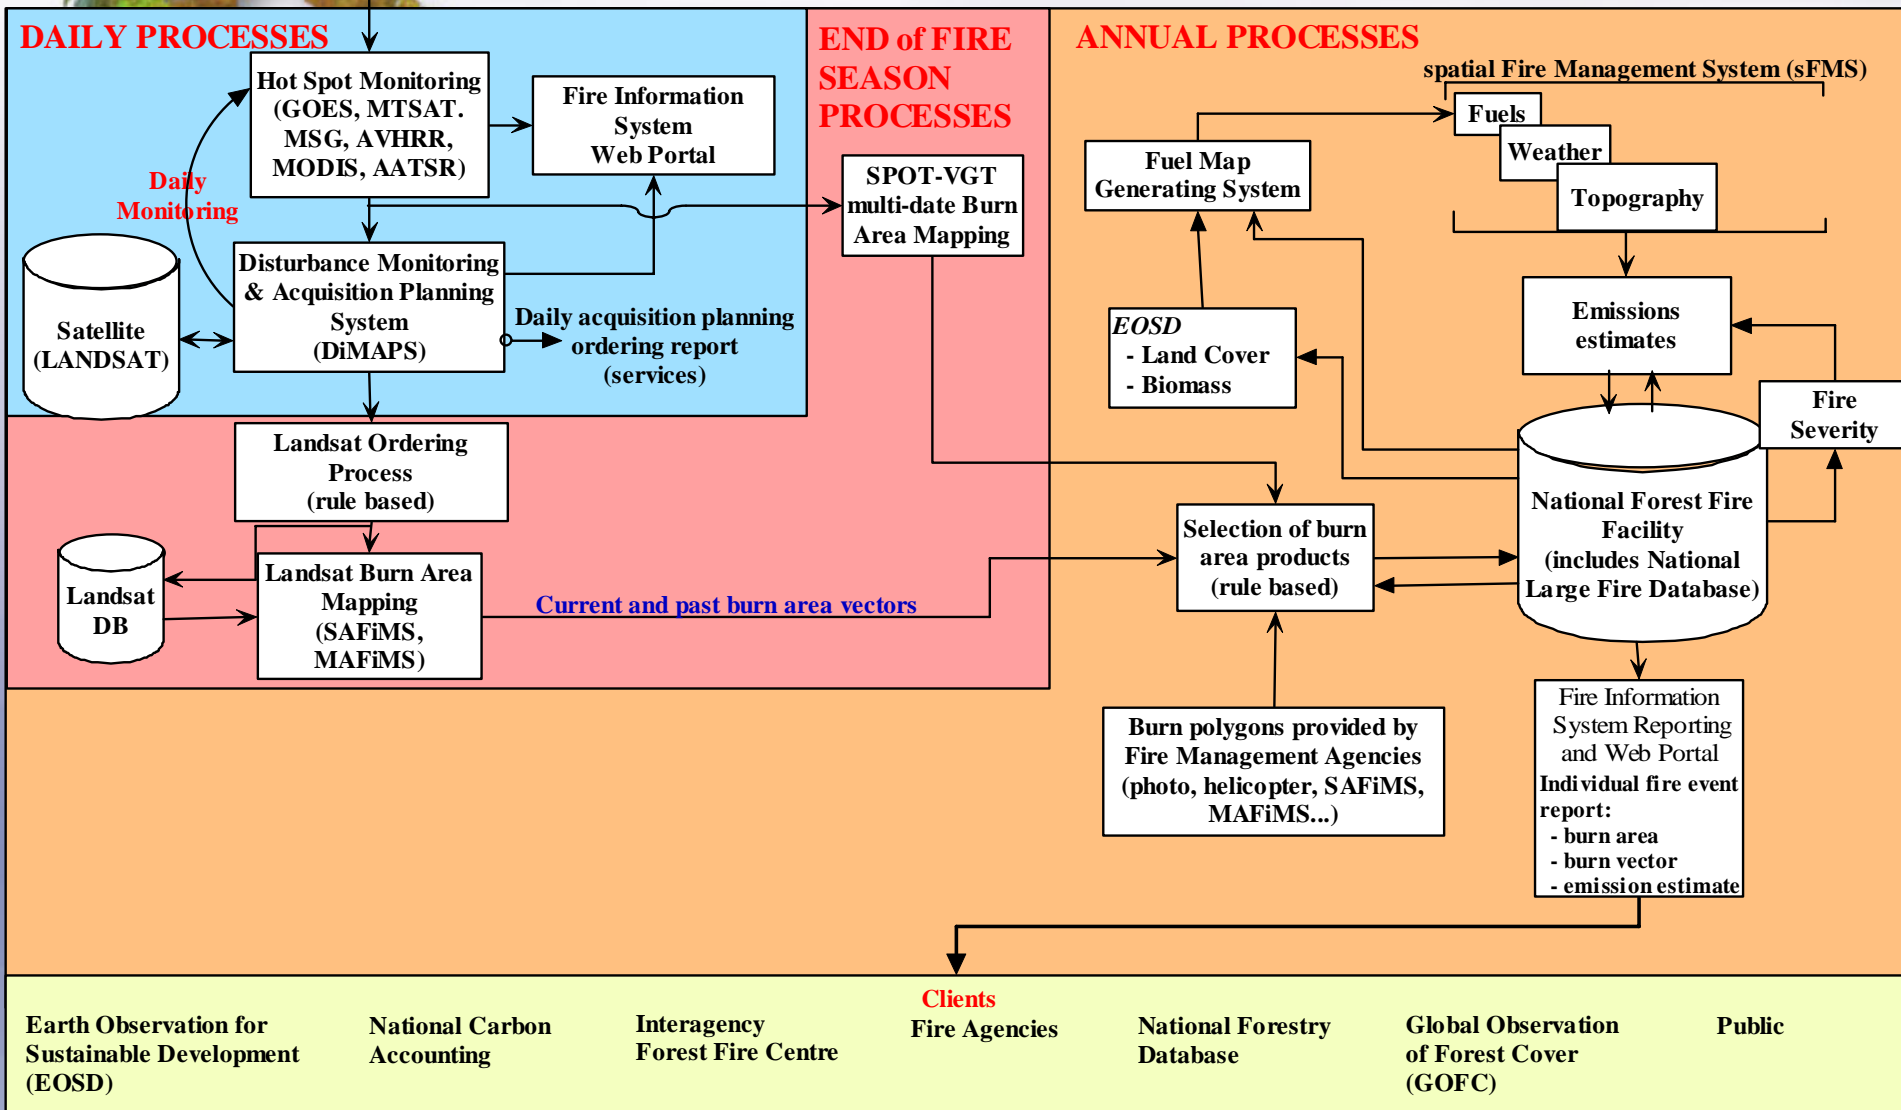 DAILY PROCESSES
Hot Spot Monitoring
(GOES, MTSAT.
MSG, AVHRR,
MODIS, AATSR)
Fire Information
System
Web Portal
Daily
Monitoring
Satellite
(LANDSAT)
Disturbance Monitoring
& Acquisition Planning
System
(DiMAPS)
Daily acquisition planning
ordering report
(services)
END of FIRE
SEASON
PROCESSES
SPOT-VGT
multi-date Burn
Area Mapping
Landsat Ordering
Process
(rule based)
Landsat
DB
Landsat Burn Area
Mapping
(SAFiMS,
MAFiMS)
Current and past burn area vectors
ANNUAL PROCESSES
spatial Fire Management System (sFMS)
Fuels
Weather
Topography
Fuel Map
Generating System
EOSD
- Land Cover
- Biomass
Emissions
estimates
Fire
Severity
Selection of burn
area products
(rule based)
National Forest Fire
Facility
(includes National
Large Fire Database)
Burn polygons provided by
Fire Management Agencies
(photo, helicopter, SAFiMS,
MAFiMS...)
Fire Information
System Reporting
and Web Portal
Individual fire event
report:
- burn area
- burn vector
- emission estimate
Clients
Earth Observation for
Sustainable Development
(EOSD)
National Carbon
Accounting
Interagency
Forest Fire Centre
Fire Agencies
National Forestry
Database
Global Observation
of Forest Cover
(GOFC)
Public